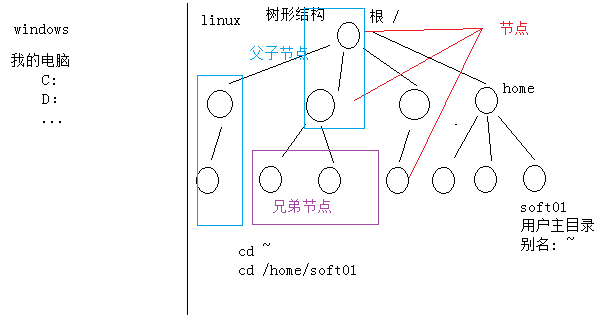 windows
我的电脑
C:
D:
...
linux
树形结构
根 /
节点
父子节点
home
兄弟节点
soft01
用户主目录
别名: ~
cd ~
cd /home/soft01